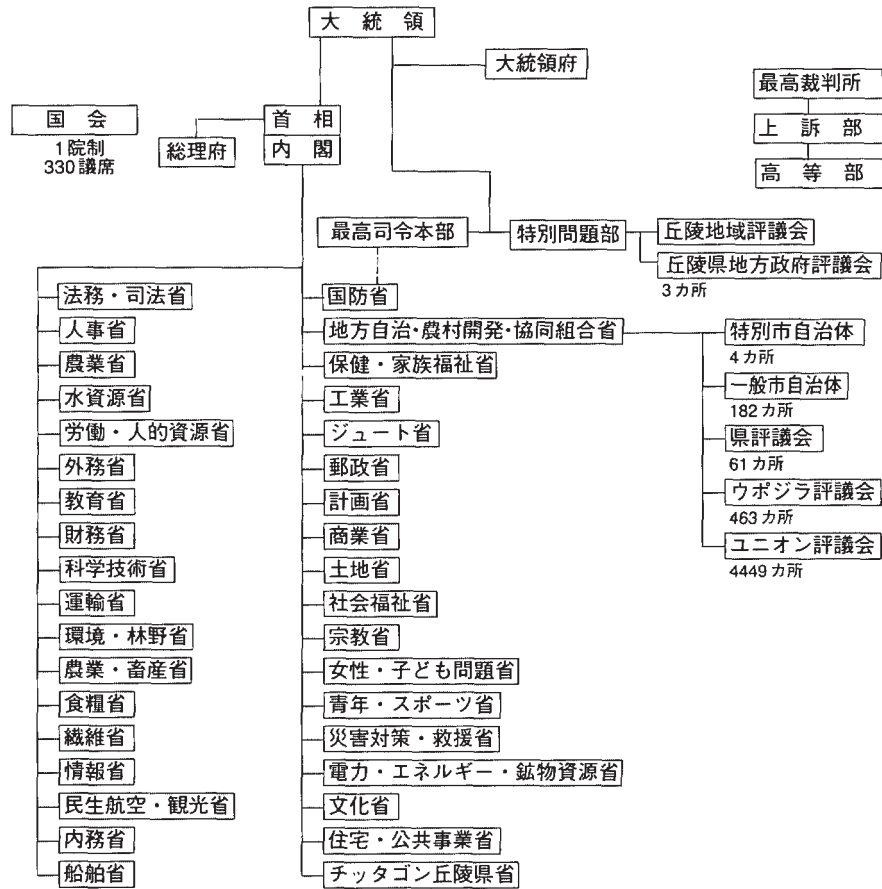 大統領
大統領府
最高裁判所
国会
首相
上訴部
1院制
総理府
内閣
330議席
高等部
最高司令本部
特別問題部
丘陵地域評議会
丘陵県地方政府評議会
3カ所
法務・司法省
人事省
農業省
水資源省
労働・人的資源省
外務省
教育省
財務省
科学技術省
運輸省
環境・林野省
農業・畜産省
食糧省
繊維省
情報省
民生航空・観光省
内務省
船舶省
国防省
地方自治・農村開発・協同組合省
保健・家族福祉省
工業省
ジュート省
郵政省
計画省
商業省
土地省
社会福祉省
宗教省
女性・子ども問題省
青年・スポーツ省
災害対策・救援省
電力・エネルギー・鉱物資源省
文化省
住宅・公共事業省
チッタゴン丘陵県省
特別市自治体
4カ所
一般市自治体
182カ所
県評議会
61カ所
ウポジラ評議会
463カ所
ユニオン評議会
4449カ所